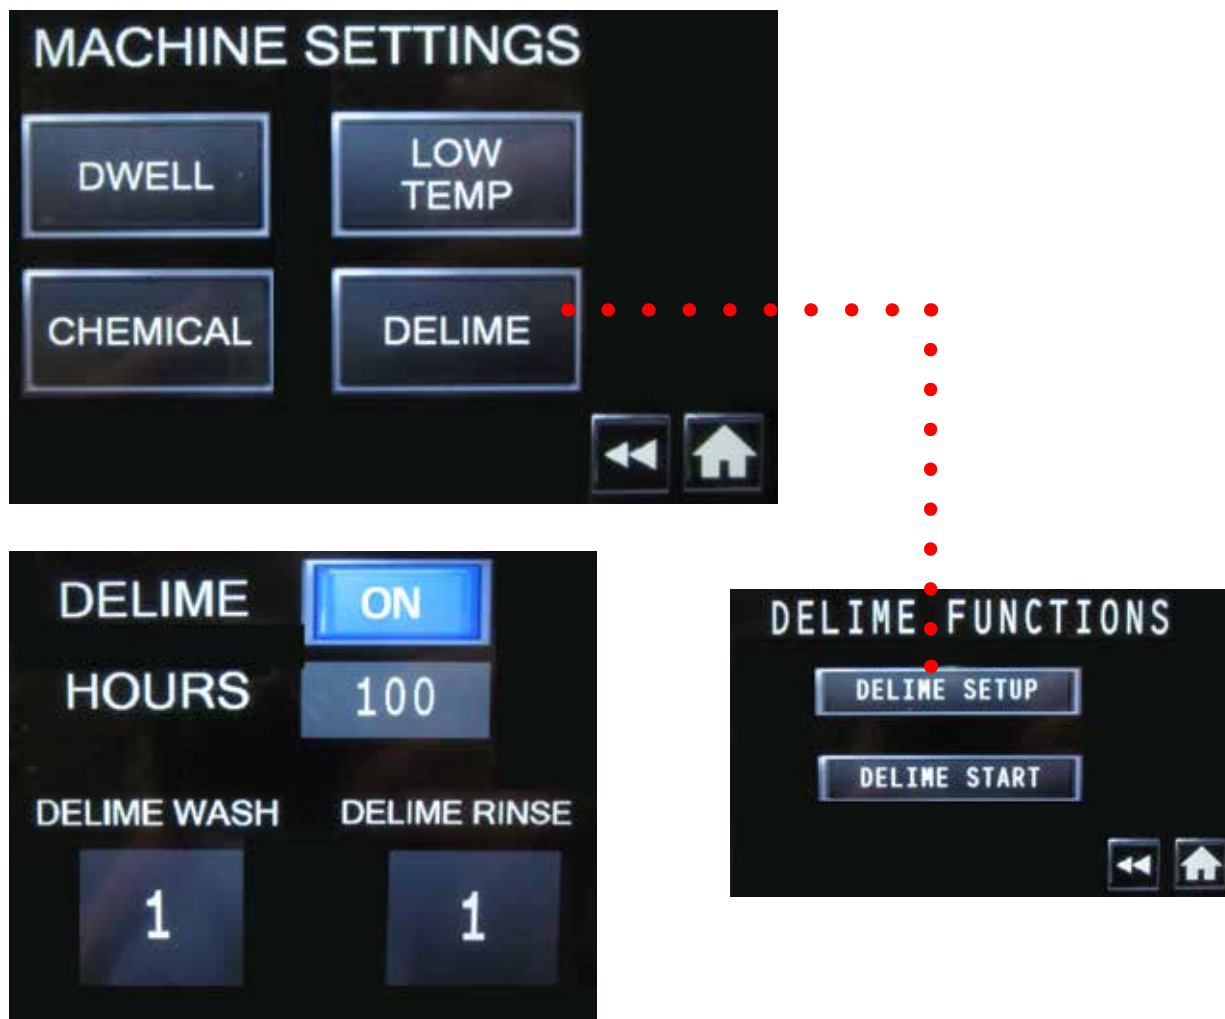 MACHINE SETTINGS
DWELL
LOW
TEMP
CHEMICAL
DELIME
DELIME ON
HOURS 100
DELIME WASH DELIME RINSE
1 1
DELIME FUNCTIONS
DELIME SETUP
DELIME START